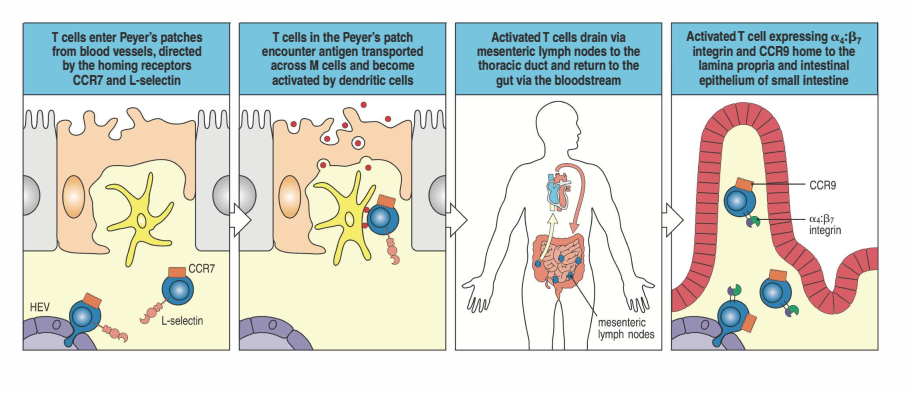 T cells enter Peyer's patches
from blood vessels, directed
by the homing receptors
CCR7 and L-selectin
T cells in the Peyer's patch
encounter antigen transported
across M cells and become
activated by dendritic cells
Activated T cells drain via
mesenteric lymph nodes to the
thoracic duct and return to the
gut via the bloodstream
Activated T cell expressing α₄:β₇
integrin and CCR9 home to the
lamina propria and intestinal
epithelium of small intestine
CCR7
HEV
L-selectin
mesenteric
lymph nodes
CCR9
α₄:β₇
integrin